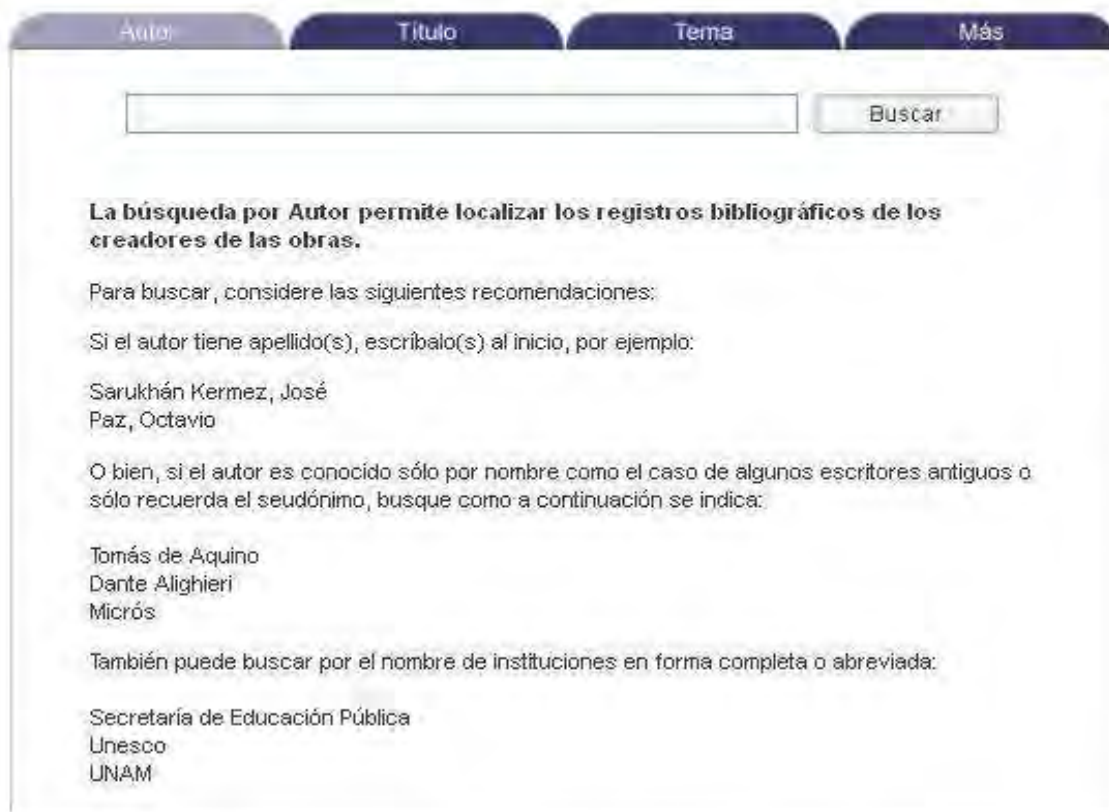 Autor Título Tema Más
Buscar
La búsqueda por Autor permite localizar los registros bibliográficos de los
creadores de las obras.
Para buscar, considere las siguientes recomendaciones:
Si el autor tiene apellido(s), escríbalo(s) al inicio, por ejemplo:
Sarukhán Kermez, José
Paz, Octavio
O bien, si el autor es conocido sólo por nombre como el caso de algunos escritores antiguos o
sólo recuerda el seudónimo, busque como a continuación se indica:
Tomás de Aquino
Dante Alighieri
Micrós
También puede buscar por el nombre de instituciones en forma completa o abreviada:
Secretaría de Educación Pública
Unesco
UNAM